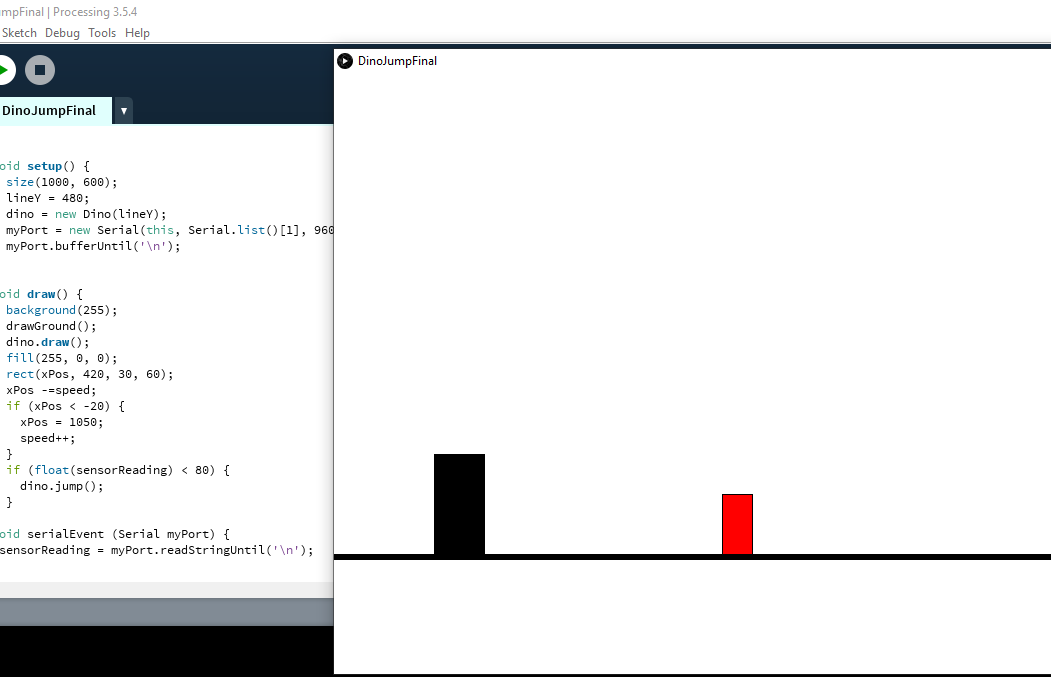 umpFinal | Processing 3.5.4
Sketch Debug Tools Help
DinoJumpFinal
DinoJumpFinal
oid setup() {
size(1000, 600);
lineY = 480;
dino = new Dino(lineY);
myPort = new Serial(this, Serial.list()[1], 960
myPort.bufferUntil('\n');
oid draw() {
background(255);
drawGround();
dino.draw();
fill(255, 0, 0);
rect(xPos, 420, 30, 60);
xPos -=speed;
if (xPos < -20) {
xPos = 1050;
speed++;
}
if (float(sensorReading) < 80) {
dino.jump();
}
oid serialEvent (Serial myPort) {
sensorReading = myPort.readStringUntil('\n');